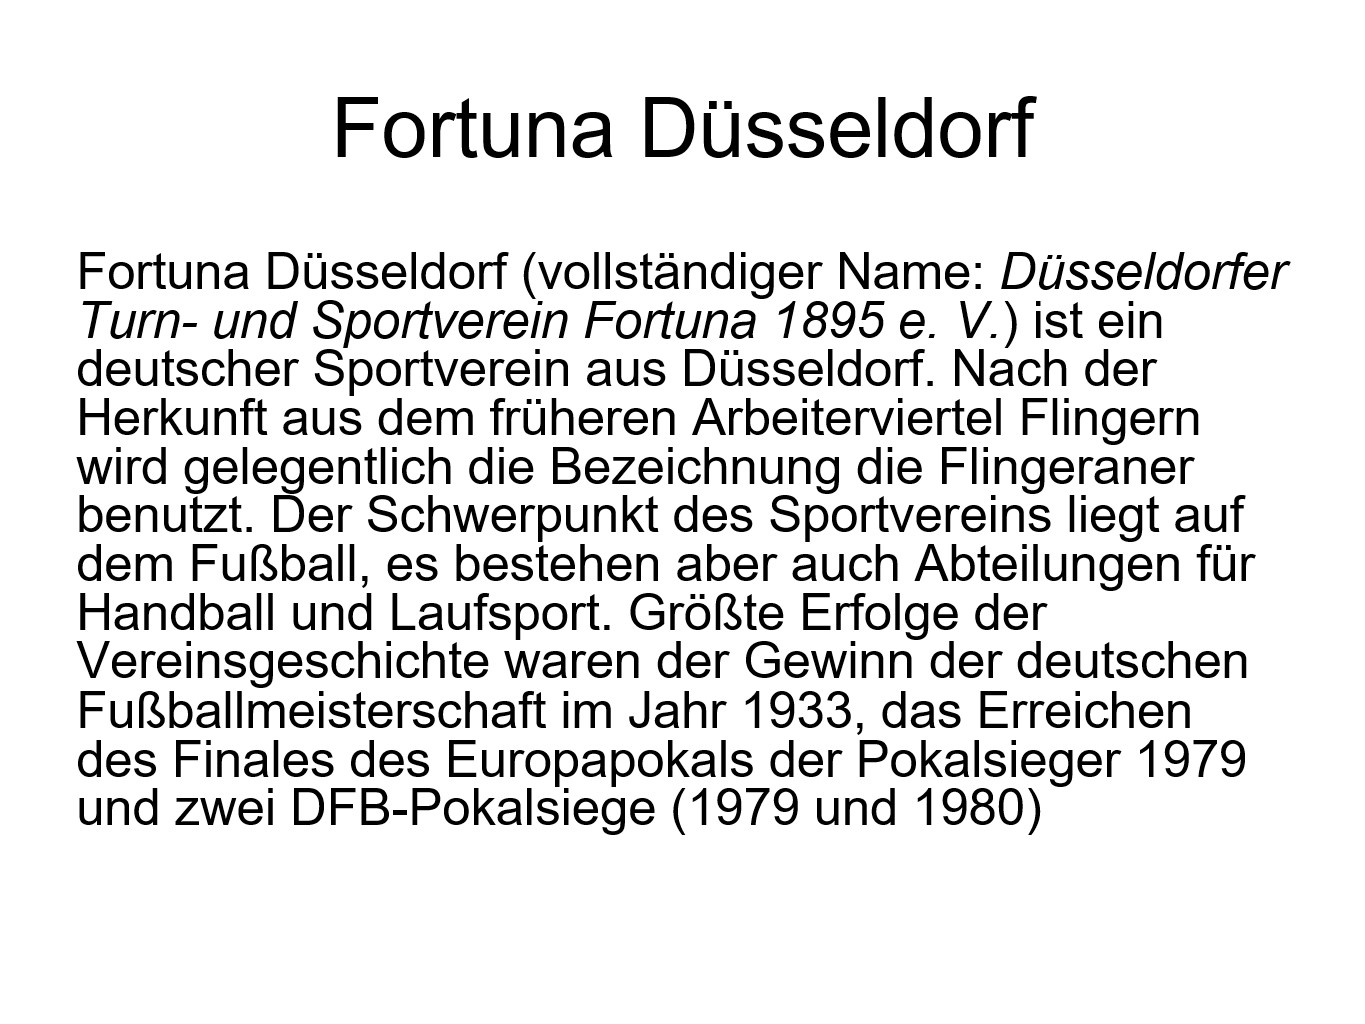 Fortuna Düsseldorf
Fortuna Düsseldorf (vollständiger Name: Düsseldorfer
Turn- und Sportverein Fortuna 1895 e. V.) ist ein
deutscher Sportverein aus Düsseldorf. Nach der
Herkunft aus dem früheren Arbeiterviertel Flingern
wird gelegentlich die Bezeichnung die Flingeraner
benutzt. Der Schwerpunkt des Sportvereins liegt auf
dem Fußball, es bestehen aber auch Abteilungen für
Handball und Laufsport. Größte Erfolge der
Vereinsgeschichte waren der Gewinn der deutschen
Fußballmeisterschaft im Jahr 1933, das Erreichen
des Finales des Europapokals der Pokalsieger 1979
und zwei DFB-Pokalsiege (1979 und 1980)